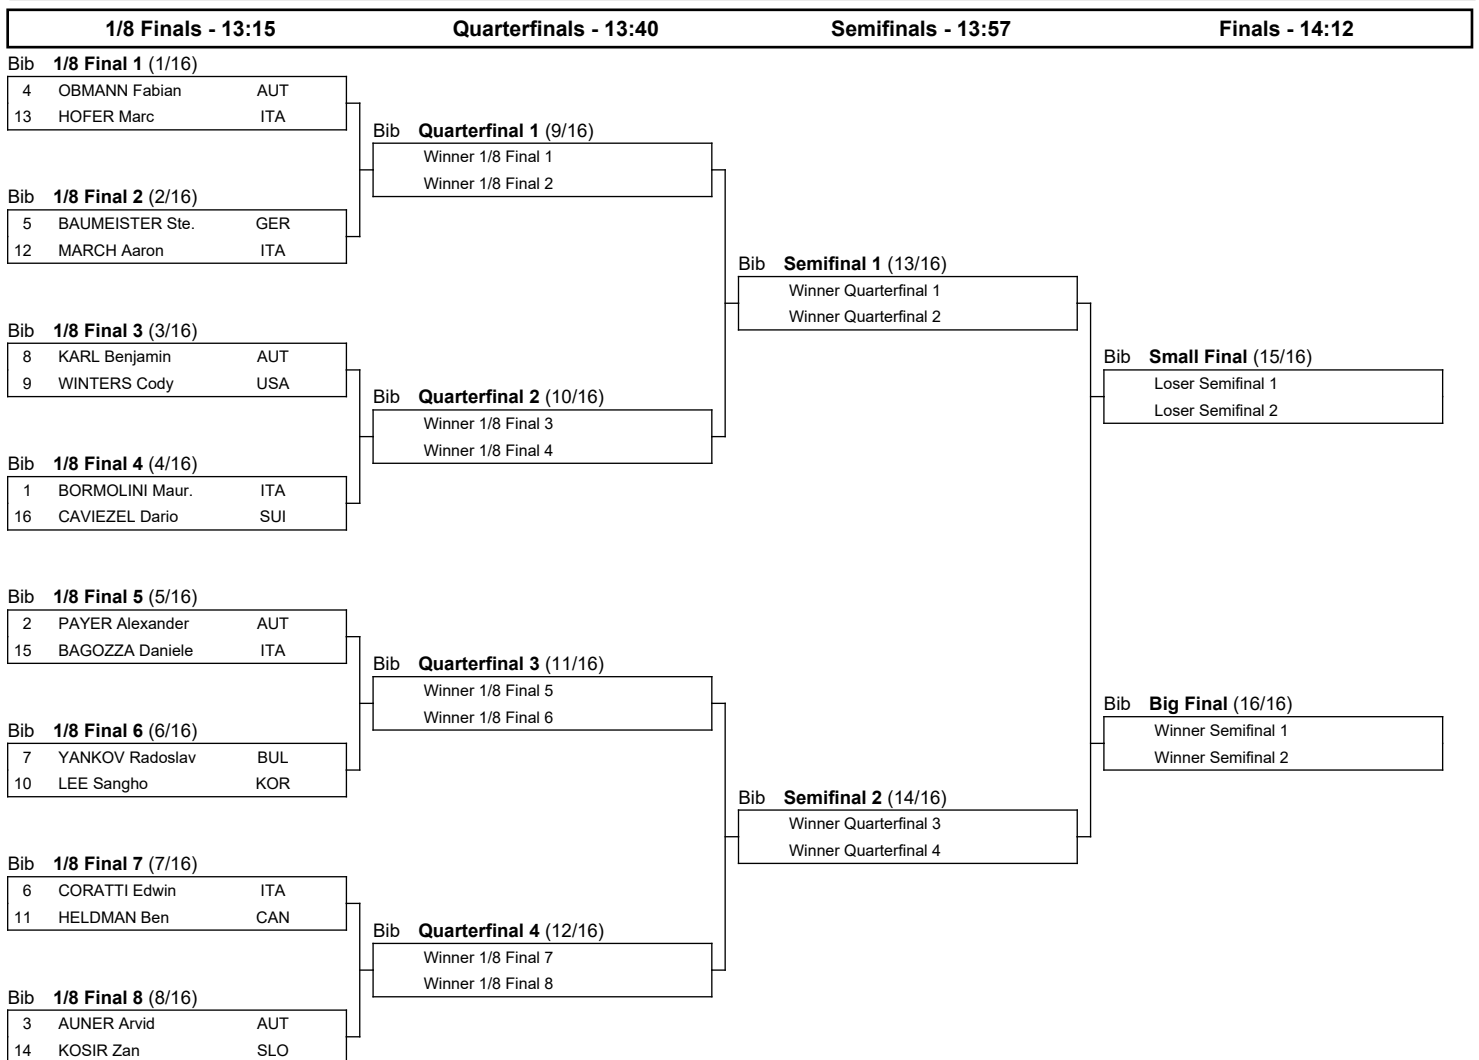 1/8 Finals - 13:15 Quarterfinals - 13:40 Semifinals - 13:57 Finals - 14:12
Bib 1/8 Final 1 (1/16)
4 OBMANN Fabian AUT
13 HOFER Marc ITA
Bib 1/8 Final 2 (2/16)
5 BAUMEISTER Ste. GER
12 MARCH Aaron ITA
Bib 1/8 Final 3 (3/16)
8 KARL Benjamin AUT
9 WINTERS Cody USA
Bib 1/8 Final 4 (4/16)
1 BORMOLINI Maur. ITA
16 CAVIEZEL Dario SUI
Bib 1/8 Final 5 (5/16)
2 PAYER Alexander AUT
15 BAGOZZA Daniele ITA
Bib 1/8 Final 6 (6/16)
7 YANKOV Radoslav BUL
10 LEE Sangho KOR
Bib 1/8 Final 7 (7/16)
6 CORATTI Edwin ITA
11 HELDMAN Ben CAN
Bib 1/8 Final 8 (8/16)
3 AUNER Arvid AUT
14 KOSIR Zan SLO
Bib Quarterfinal 1 (9/16)
Winner 1/8 Final 1
Winner 1/8 Final 2
Bib Quarterfinal 2 (10/16)
Winner 1/8 Final 3
Winner 1/8 Final 4
Bib Quarterfinal 3 (11/16)
Winner 1/8 Final 5
Winner 1/8 Final 6
Bib Quarterfinal 4 (12/16)
Winner 1/8 Final 7
Winner 1/8 Final 8
Bib Semifinal 1 (13/16)
Winner Quarterfinal 1
Winner Quarterfinal 2
Bib Semifinal 2 (14/16)
Winner Quarterfinal 3
Winner Quarterfinal 4
Bib Small Final (15/16)
Loser Semifinal 1
Loser Semifinal 2
Bib Big Final (16/16)
Winner Semifinal 1
Winner Semifinal 2